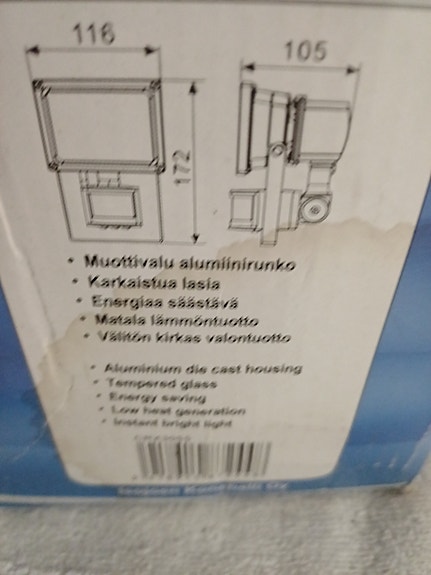 116
105
172
• Muottivalu alumiinirunko
• Karkaistua lasia
• Energiaa säästävä
• Matala lämmöntuotto
• Välitön kirkas valontuotto
• Aluminium die cast housing
• Tempered glass
• Energy saving
• Low heat generation
• Instant bright light